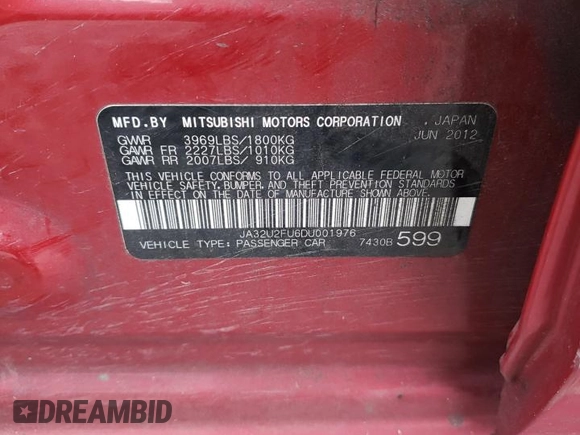 MFD.BY MITSUBISHI MOTORS CORPORATION , JAPAN
GVWR 3969LBS/1800KG JUN 2012
GAWR FR 2227LBS/1010KG
GAWR RR 2007LBS/ 910KG
THIS VEHICLE CONFORMS TO ALL APPLICABLE FEDERAL MOTOR
VEHICLE SAFETY, BUMPER, AND THEFT PREVENTION STANDARDS
IN EFFECT ON THE DATE OF MANUFACTURE SHOWN ABOVE.
JA32U2FU6DU001976
VEHICLE TYPE: PASSENGER CAR 7430B 599
DREAMBID